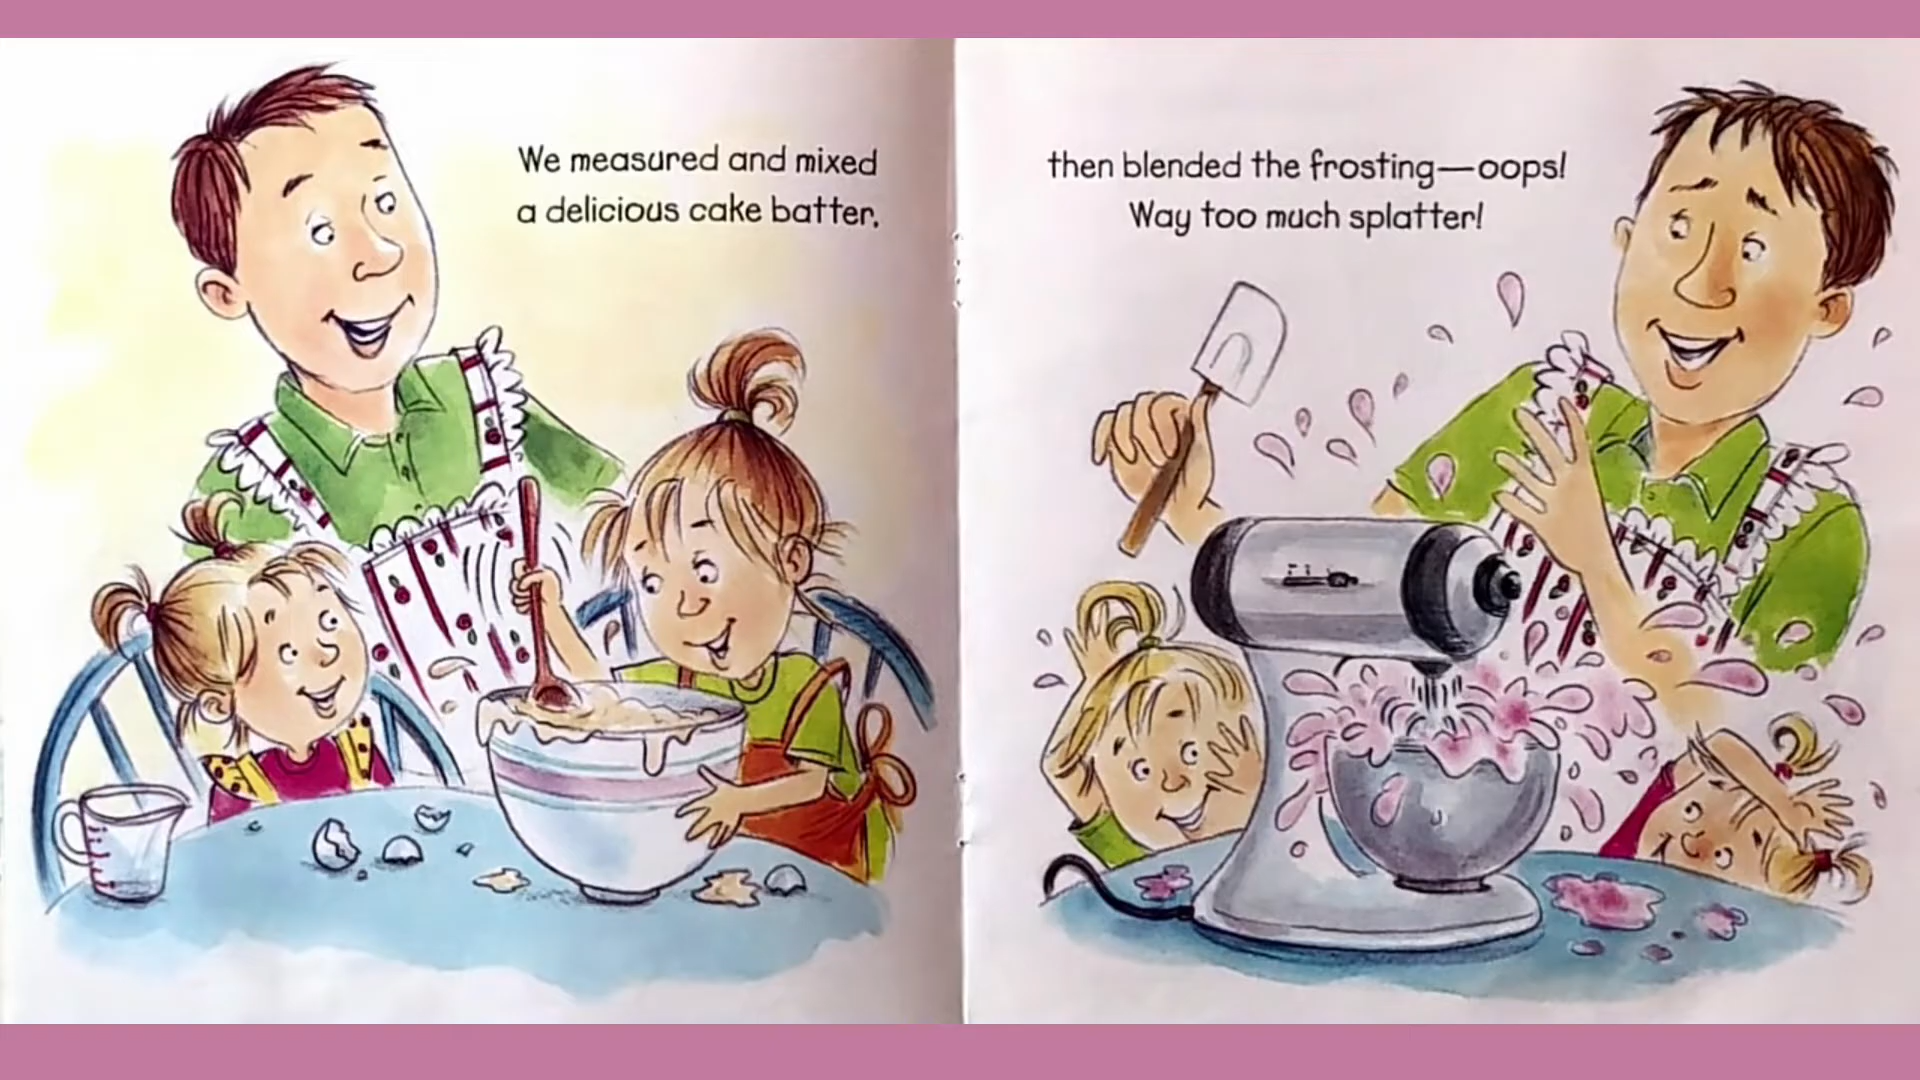 We measured and mixed
a delicious cake batter,
then blended the frosting—oops!
Way too much splatter!